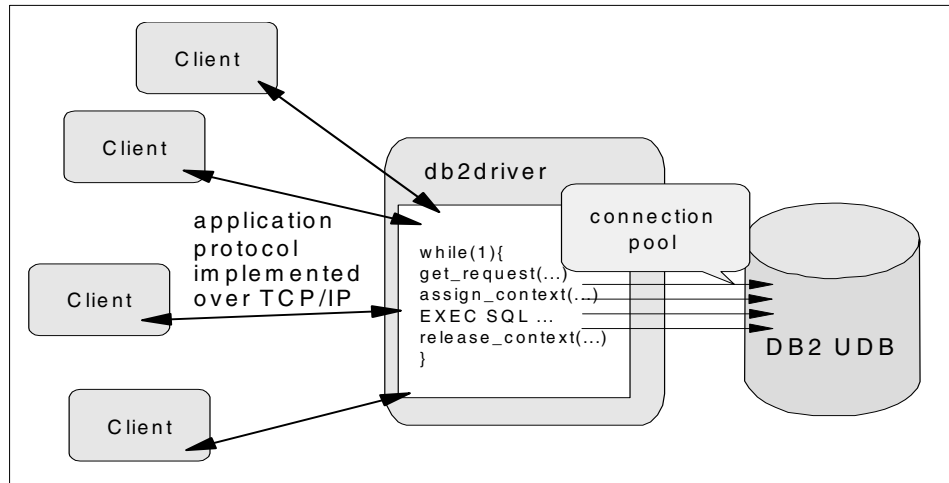 Client
Client
db2driver
application
protocol
implemented
over TCP/IP
connection
pool
while(1){
get_request(...)
assign_context(...)
EXEC SQL ...
release_context(...)
}
Client
DB2 UDB
Client